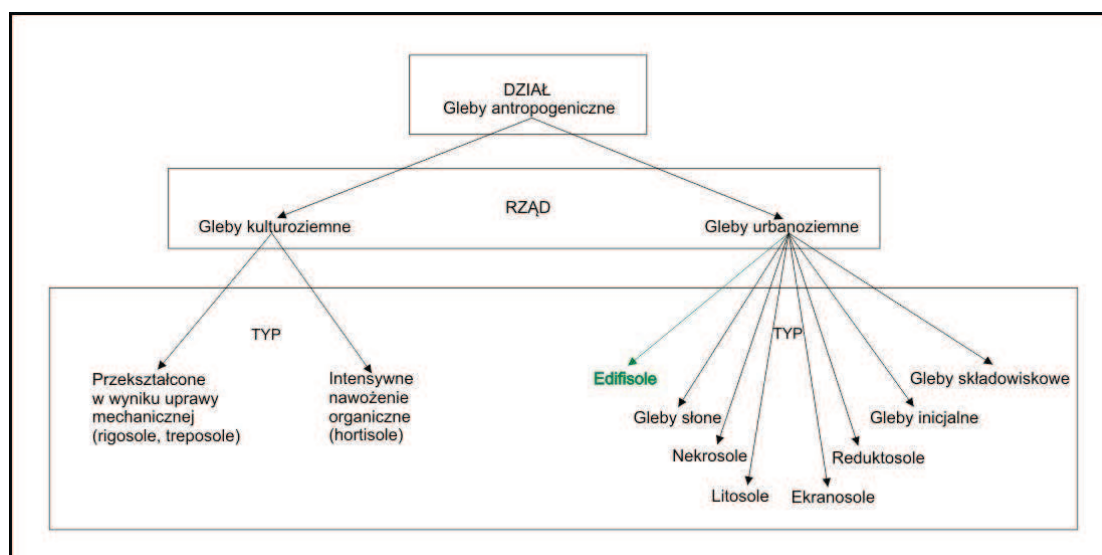 DZIAŁ
Gleby antropogeniczne
RZĄD
Gleby kulturoziemne
Gleby urbanoziemne
TYP
Przekształcone
w wyniku uprawy
mechanicznej
(rigosole, treposole)
Intensywne
nawożenie
organiczne
(hortisole)
TYP
Edifisole
Gleby składowiskowe
Gleby słone
Gleby inicjalne
Nekrosole
Reduktosole
Litosole
Ekranosole